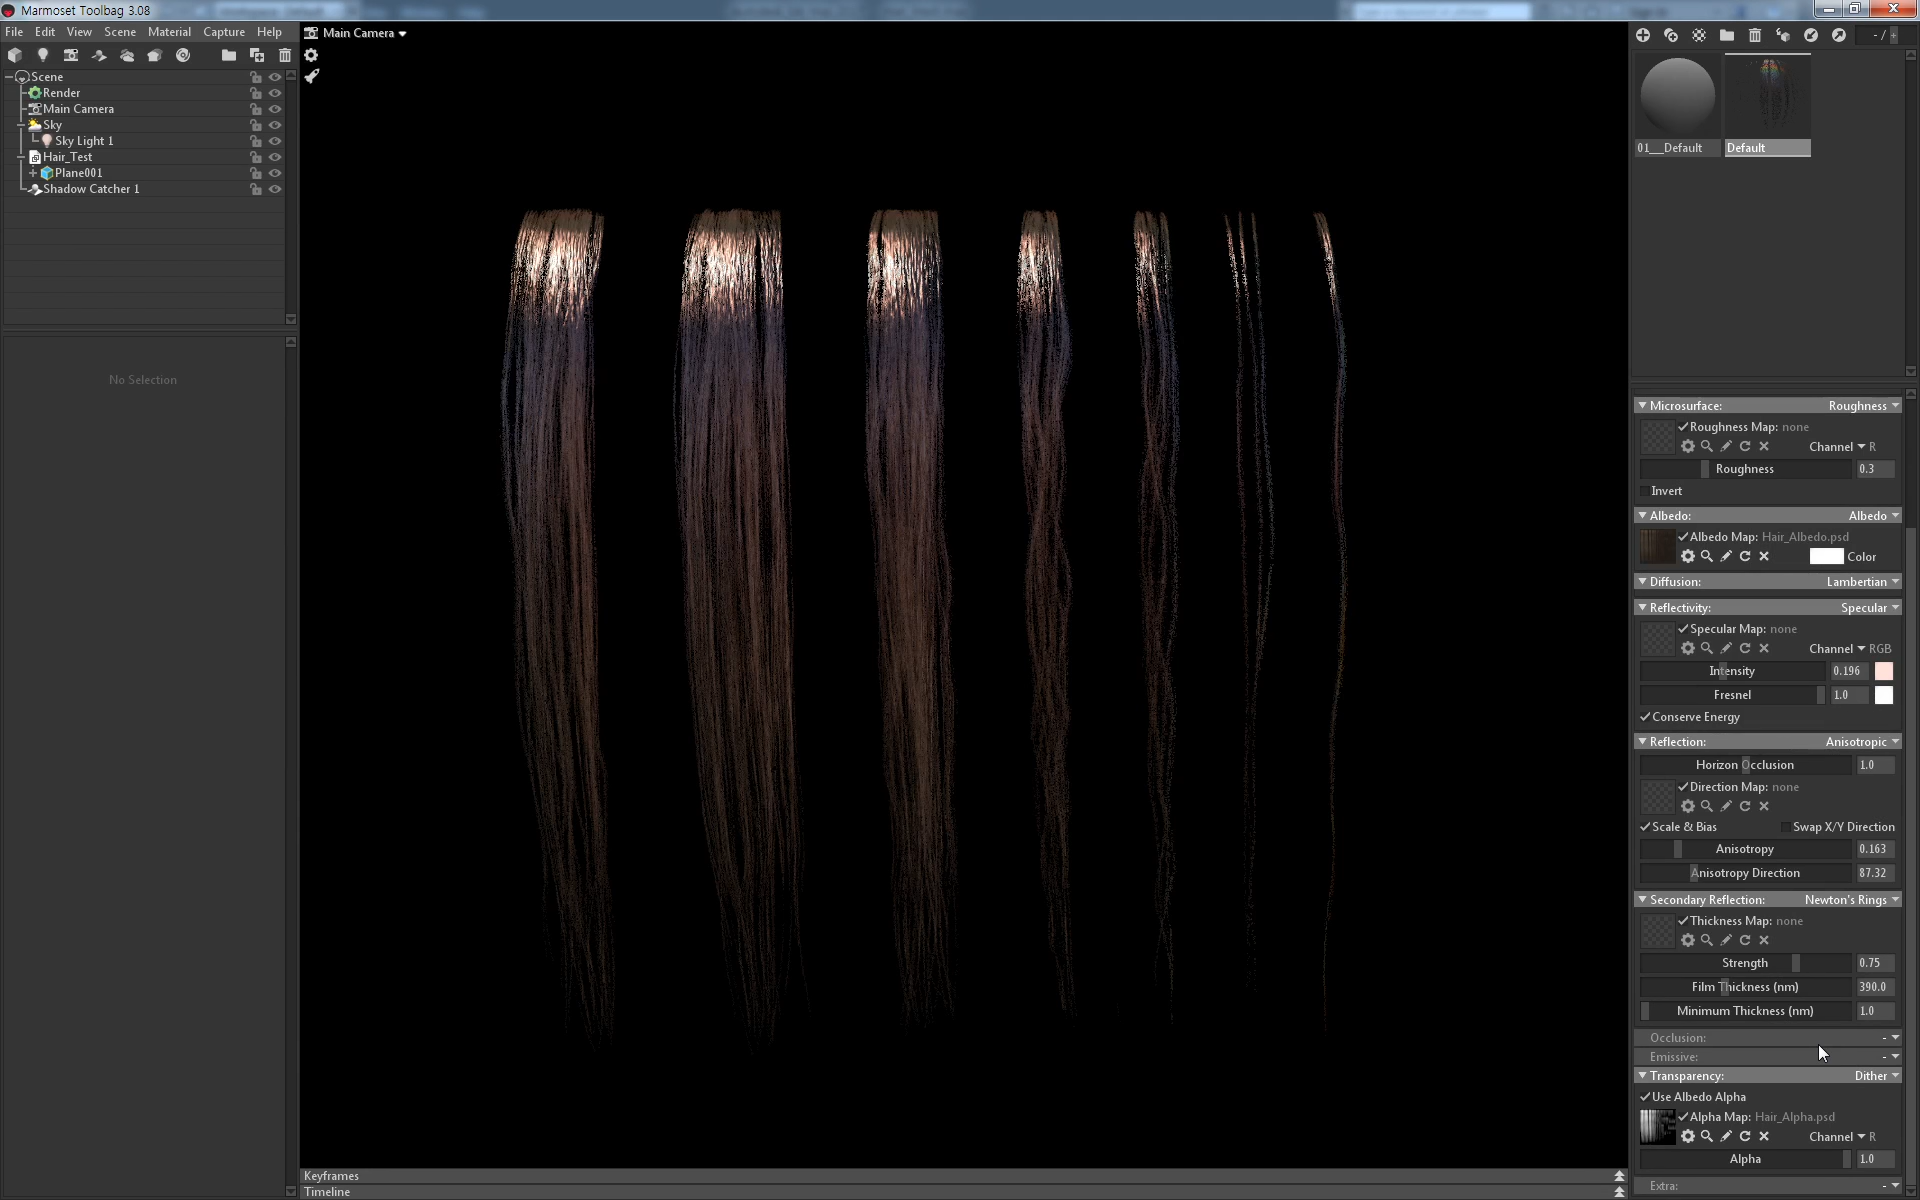 Marmoset Toolbag 3.08
File Edit View Scene Material Capture Help
Main Camera
- /
Scene
Render
Main Camera
Sky
Sky Light 1
Hair_Test
Plane001
Shadow Catcher 1
No Selection
01__Default
Default
Microsurface: Roughness
Roughness Map: none
Channel R
Roughness 0.3
Invert
Albedo: Albedo
Albedo Map: Hair_Albedo.psd
Color
Diffusion: Lambertian
Reflectivity: Specular
Specular Map: none
Channel RGB
Intensity 0.196
Fresnel 1.0
Conserve Energy
Reflection: Anisotropic
Horizon Occlusion 1.0
Direction Map: none
Scale & Bias Swap X/Y Direction
Anisotropy 0.163
Anisotropy Direction 87.32
Secondary Reflection: Newton's Rings
Thickness Map: none
Strength 0.75
Film Thickness (nm) 390.0
Minimum Thickness (nm) 1.0
Occlusion: -
Emissive: -
Transparency: Dither
Use Albedo Alpha
Alpha Map: Hair_Alpha.psd
Channel R
Alpha 1.0
Extra: -
Keyframes
Timeline